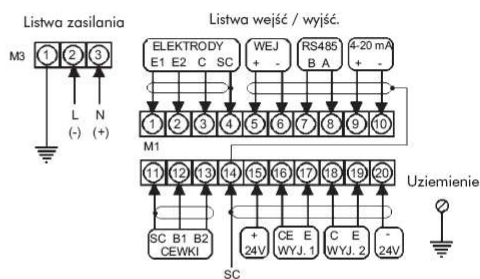 Listwa zasilania
M3
1 2 3
L N
(-) (+)
Listwa wejść / wyjść.
ELEKTRODY WEJ RS485 4-20 mA
E1 E2 C SC + - B A + -
1 2 3 4 5 6 7 8 9 10
M1
11 12 13 14 15 16 17 18 19 20
SC B1 B2 + CE E C E -
CEWKI 24V WYJ. 1 WYJ. 2 24V
SC
Uziemienie